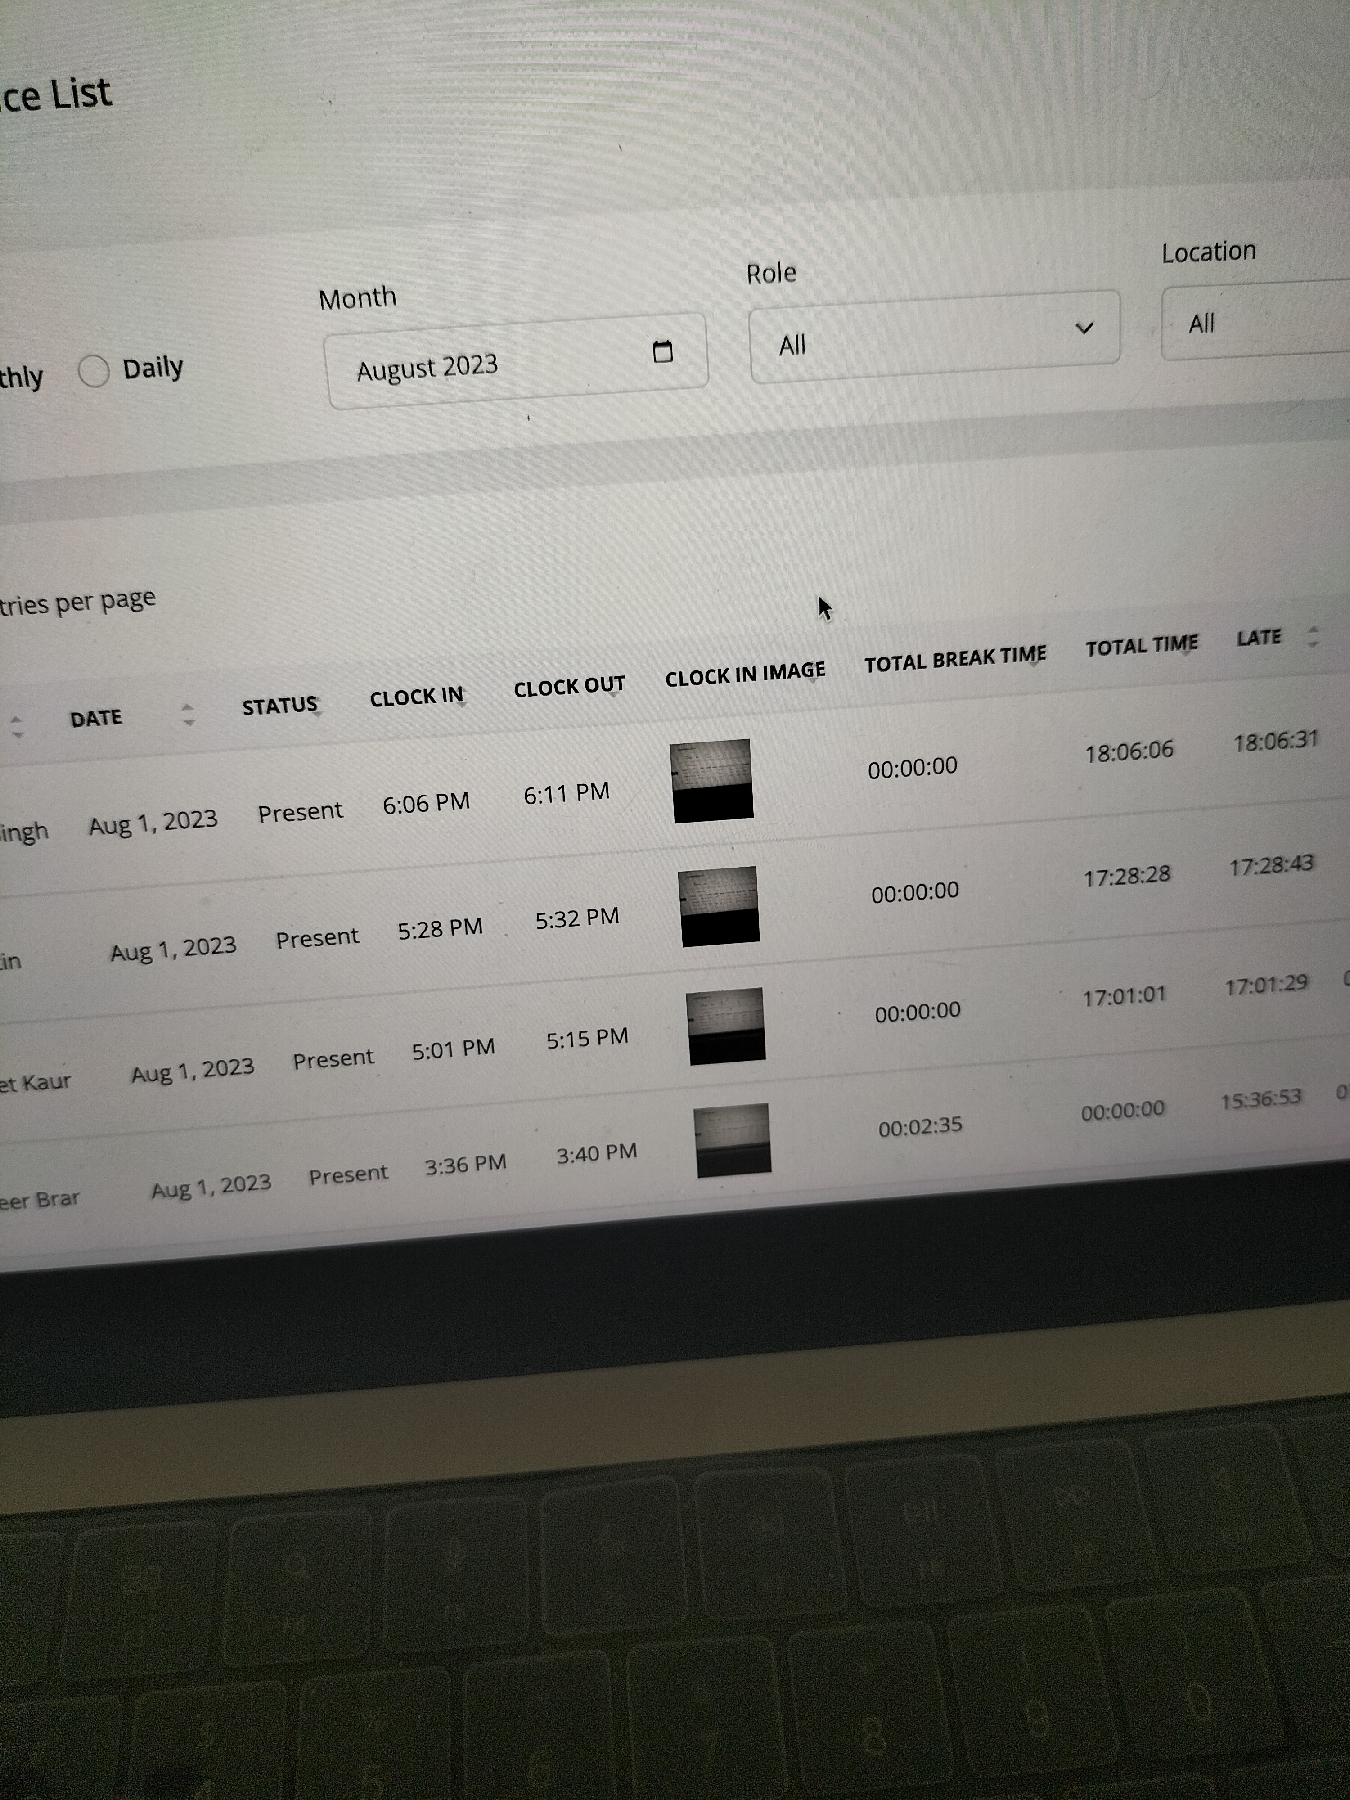 ce List
Month
Role
Location
thly
Daily
August 2023
All
All
tries per page
DATE STATUS CLOCK IN CLOCK OUT CLOCK IN IMAGE TOTAL BREAK TIME TOTAL TIME LATE
ingh Aug 1, 2023 Present 6:06 PM 6:11 PM 00:00:00 18:06:06 18:06:31
in Aug 1, 2023 Present 5:28 PM 5:32 PM 00:00:00 17:28:28 17:28:43
et Kaur Aug 1, 2023 Present 5:01 PM 5:15 PM 00:00:00 17:01:01 17:01:29
eer Brar Aug 1, 2023 Present 3:36 PM 3:40 PM 00:02:35 00:00:00 15:36:53
7 8 9 0